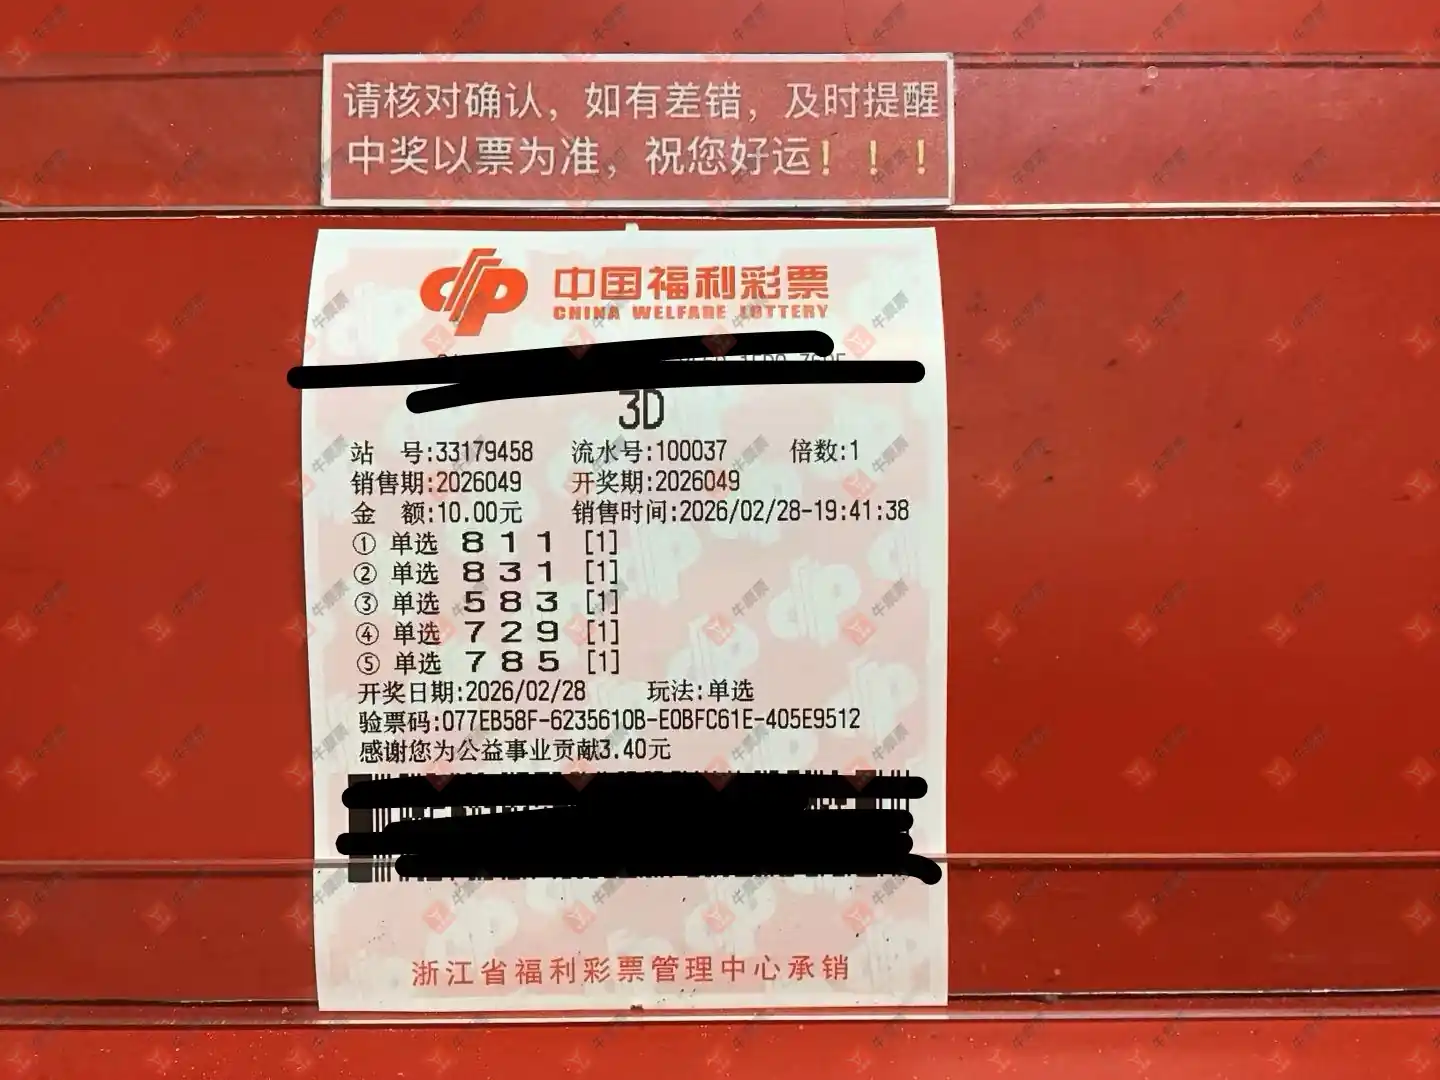 请核对确认，如有差错，及时提醒
中奖以票为准，祝您好运！！！
中国福利彩票
CHINA WELFARE LOTTERY
3D
站 号:33179458 流水号:100037 倍数:1
销售期:2026049 开奖期:2026049
金 额:10.00元 销售时间:2026/02/28-19:41:38
① 单选 8 1 1 [1]
② 单选 8 3 1 [1]
③ 单选 5 8 3 [1]
④ 单选 7 2 9 [1]
⑤ 单选 7 8 5 [1]
开奖日期:2026/02/28 玩法:单选
验票码:077EB58F-6235610B-E0BFC61E-405E9512
感谢您为公益事业贡献3.40元
浙江省福利彩票管理中心承销